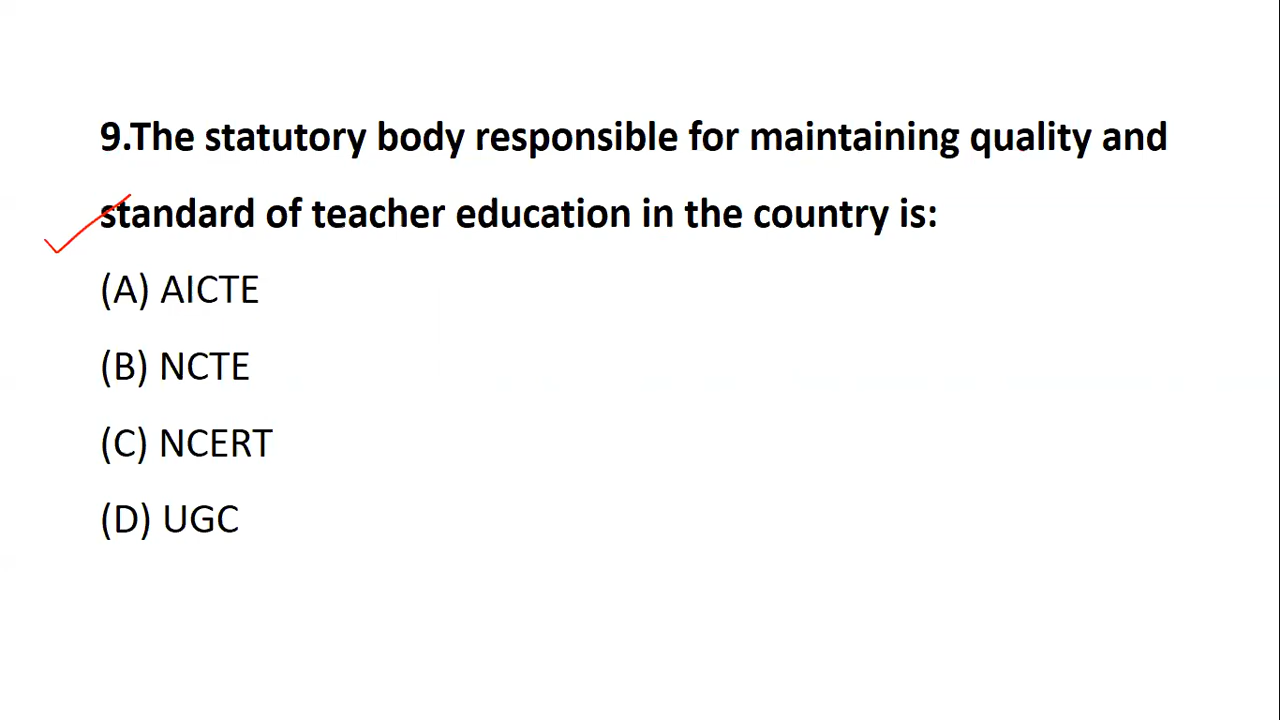 9.The statutory body responsible for maintaining quality and
standard of teacher education in the country is:
(A) AICTE
(B) NCTE
(C) NCERT
(D) UGC